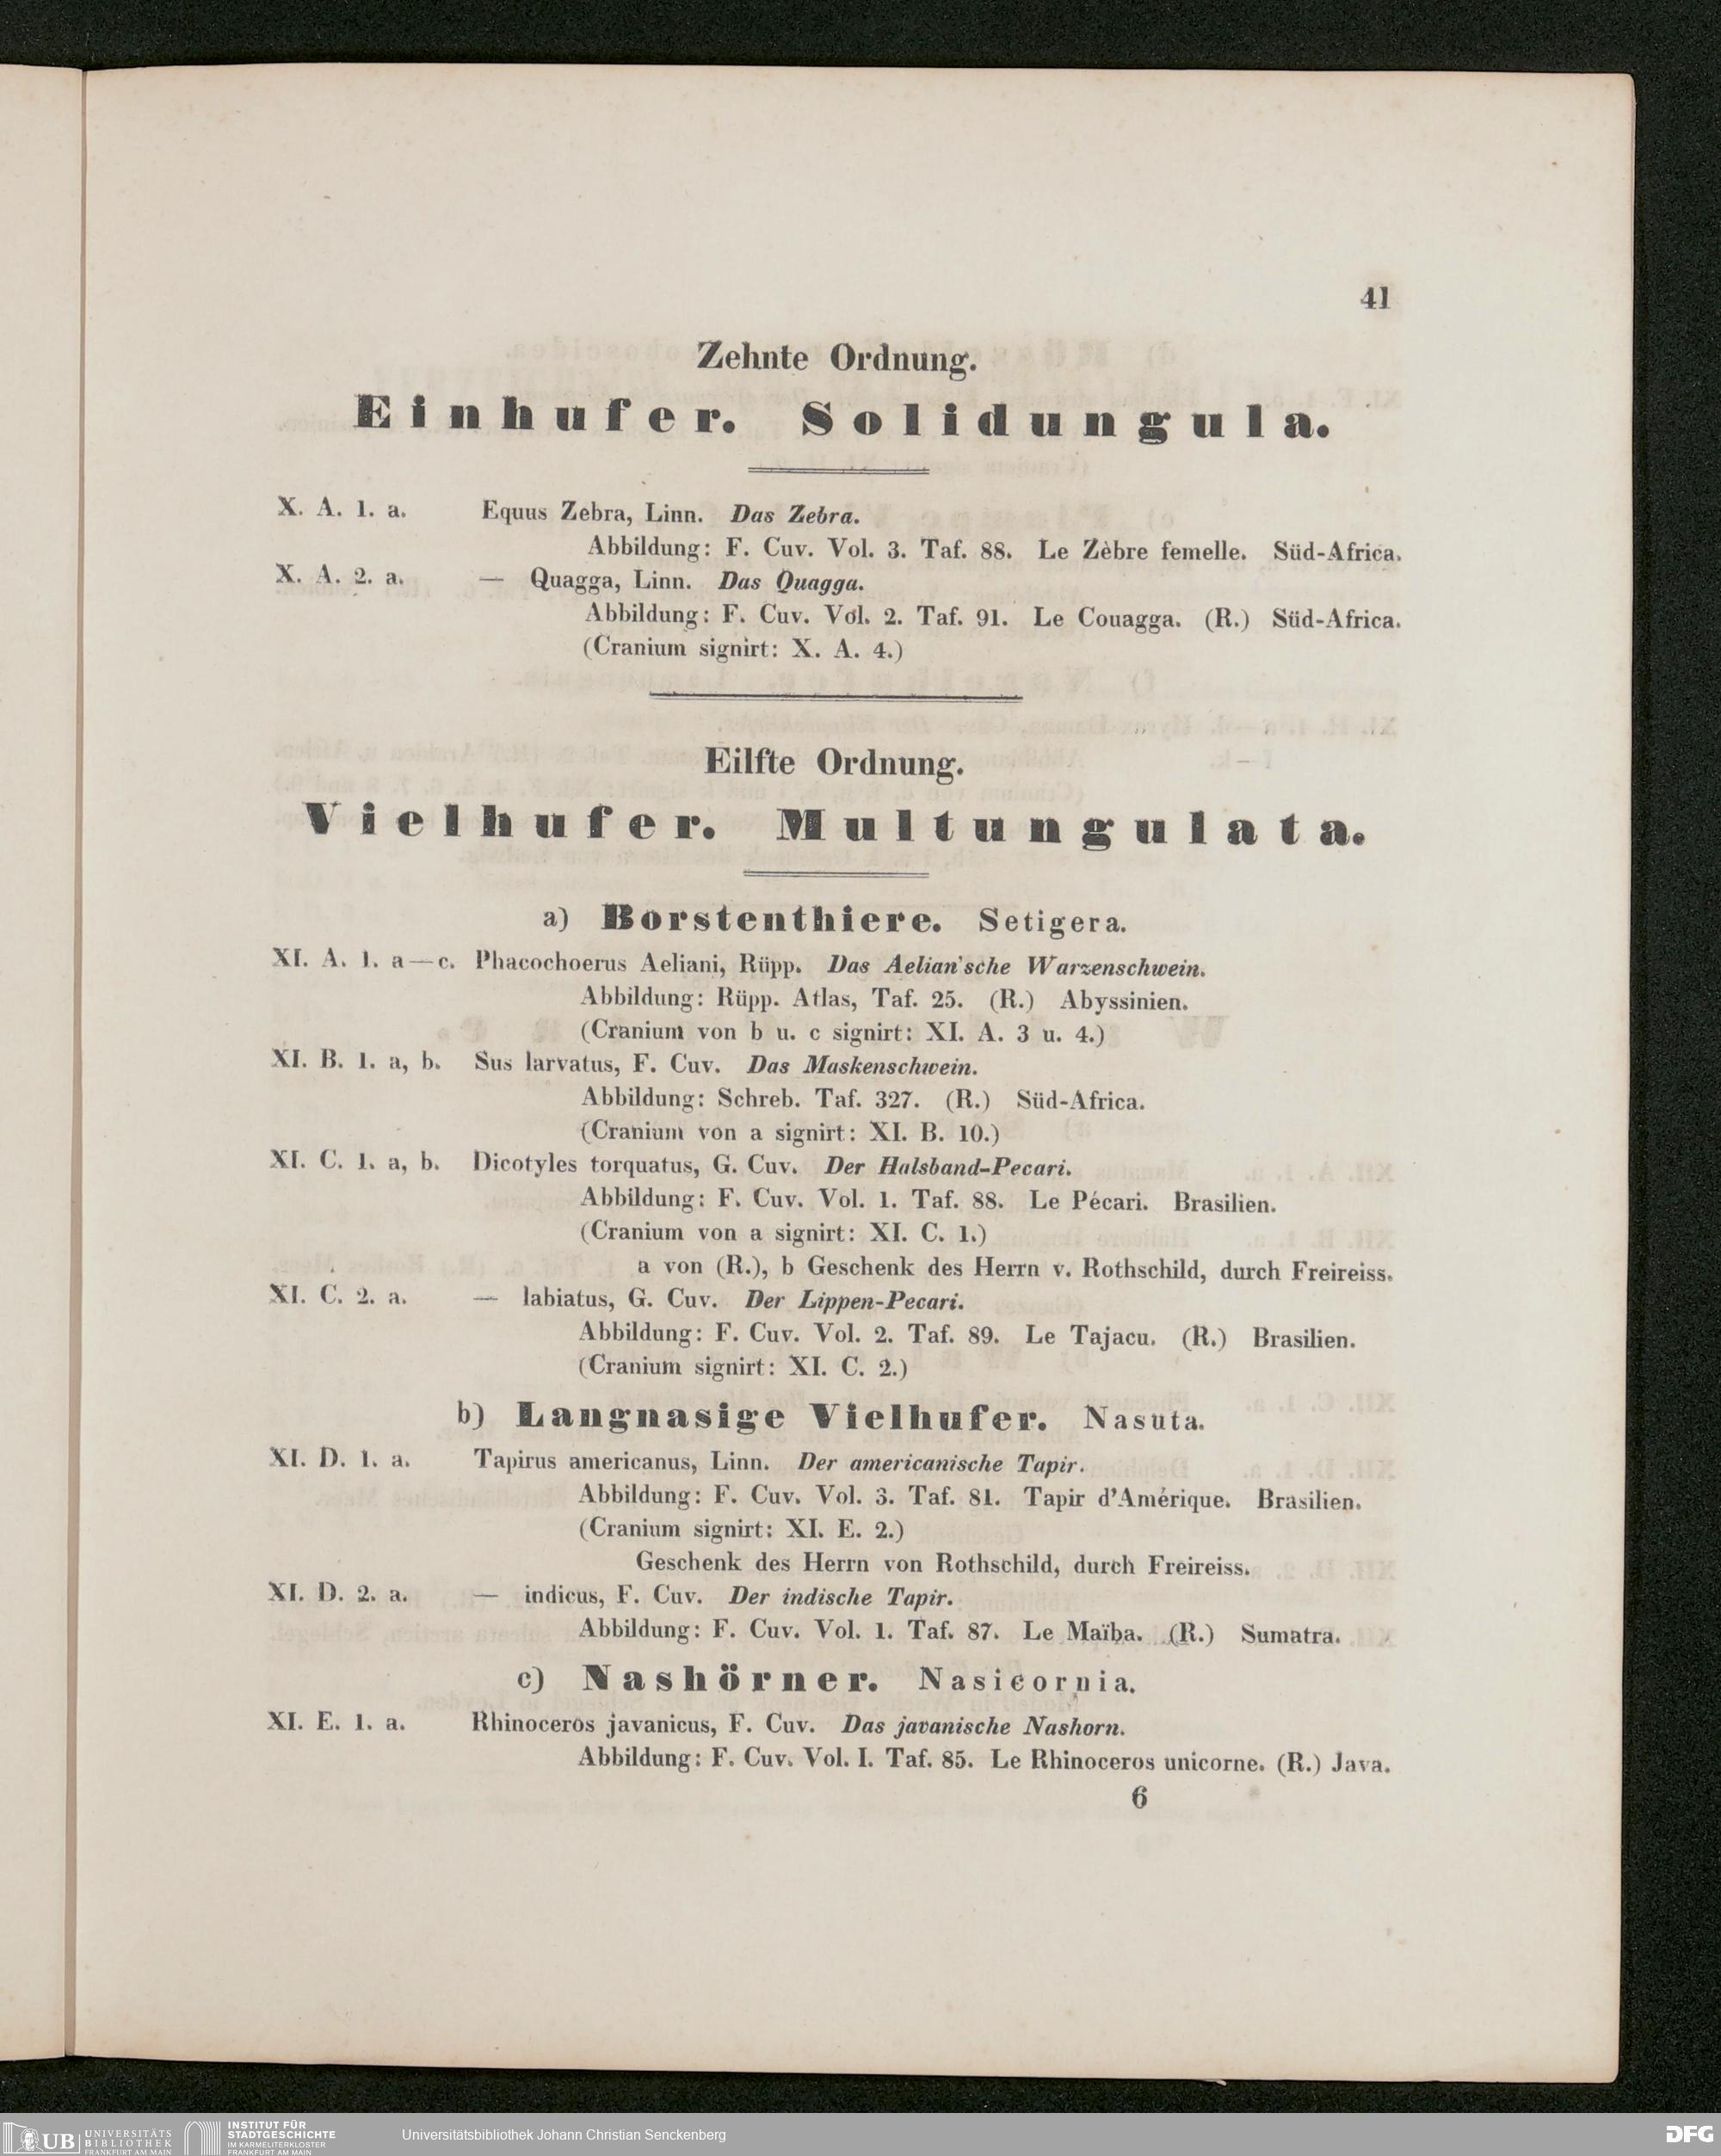 41
Zehnte Ordnung.
Einhufer. Solidungula.
X. A. 1. a. Equus Zebra, Linn. Das Zebra.
Abbildung: F. Cuv. Vol. 3. Taf. 88. Le Zèbre femelle. Süd-Africa.
X. A. 2. a. — Quagga, Linn. Das Quagga.
Abbildung: F. Cuv. Vol. 2. Taf. 91. Le Couagga. (R.) Süd-Africa.
(Cranium signirt: X. A. 4.)
Eilfte Ordnung.
Vielhufer. Multungulata.
a) Borstenthiere. Setigera.
XI. A. 1. a—c. Phacochoerus Aeliani, Rüpp. Das Aelian'sche Warzenschwein.
Abbildung: Rüpp. Atlas, Taf. 25. (R.) Abyssinien.
(Cranium von b u. c signirt: XI. A. 3 u. 4.)
XI. B. 1. a, b. Sus larvatus, F. Cuv. Das Maskenschwein.
Abbildung: Schreb. Taf. 327. (R.) Süd-Africa.
(Cranium von a signirt: XI. B. 10.)
XI. C. 1. a, b. Dicotyles torquatus, G. Cuv. Der Halsband-Pecari.
Abbildung: F. Cuv. Vol. 1. Taf. 88. Le Pécari. Brasilien.
(Cranium von a signirt: XI. C. 1.)
a von (R.), b Geschenk des Herrn v. Rothschild, durch Freireiss.
XI. C. 2. a. — labiatus, G. Cuv. Der Lippen-Pecari.
Abbildung: F. Cuv. Vol. 2. Taf. 89. Le Tajacu. (R.) Brasilien.
(Cranium signirt: XI. C. 2.)
b) Langnasige Vielhufer. Nasuta.
XI. D. 1. a. Tapirus americanus, Linn. Der americanische Tapir.
Abbildung: F. Cuv. Vol. 3. Taf. 81. Tapir d'Amérique. Brasilien.
(Cranium signirt: XI. E. 2.)
Geschenk des Herrn von Rothschild, durch Freireiss.
XI. D. 2. a. — indicus, F. Cuv. Der indische Tapir.
Abbildung: F. Cuv. Vol. 1. Taf. 87. Le Maïba. (R.) Sumatra.
c) Nashörner. Nasicornia.
XI. E. 1. a. Rhinoceros javanicus, F. Cuv. Das javanische Nashorn.
Abbildung: F. Cuv. Vol. I. Taf. 85. Le Rhinoceros unicorne. (R.) Java.
6
UB UNIVERSITÄTS BIBLIOTHEK FRANKFURT AM MAIN
INSTITUT FÜR STADTGESCHICHTE IM KARMELITERKLOSTER FRANKFURT AM MAIN
Universitätsbibliothek Johann Christian Senckenberg
DFG